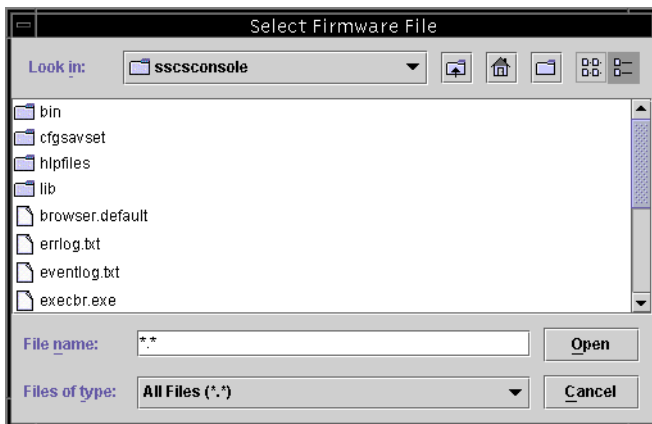 Select Firmware File
Look in: sscsconsole
bin
cfgsavset
hlpfiles
lib
browser.default
errlog.txt
eventlog.txt
execbr.exe
File name: *.* Open
Files of type: All Files (*.*) Cancel